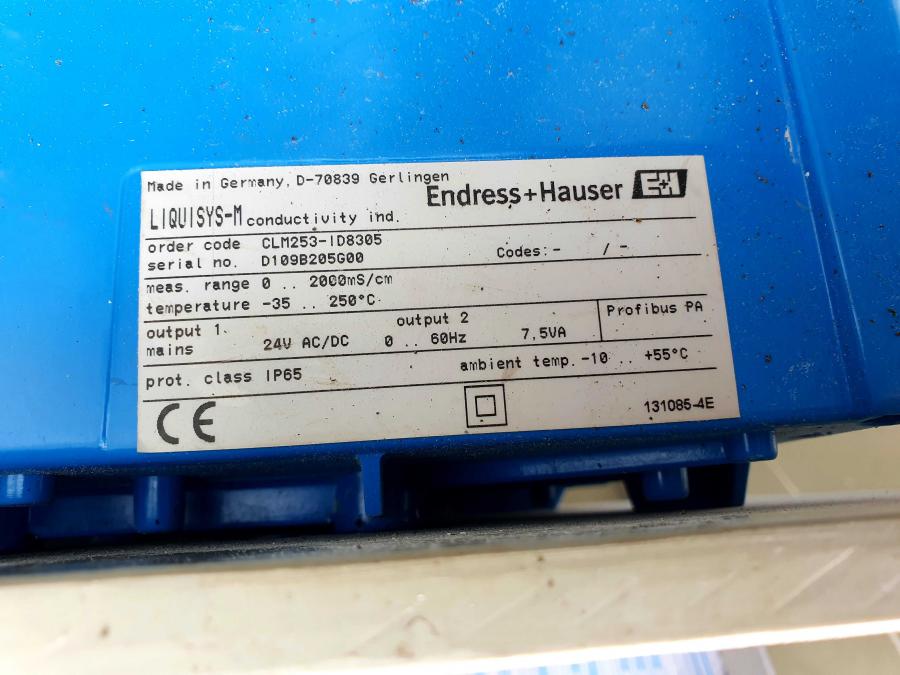 Made in Germany, D-70839 Gerlingen
Endress+Hauser E+H
LIQUISYS-M conductivity ind.
order code CLM253-ID8305
serial no. D109B205G00 Codes: - / -
meas. range 0 .. 2000mS/cm
temperature -35 .. 250°C
output 1 output 2 Profibus PA
mains 24V AC/DC 0 .. 60Hz 7,5VA
prot. class IP65 ambient temp. -10 .. +55°C
CE 131085-4E